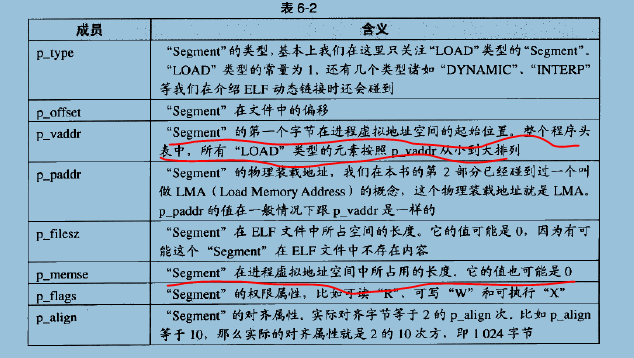 表 6-2
成员 含义
p_type “Segment”的类型,基本上我们在这里只关注“LOAD”类型的“Segment”.
“LOAD”类型的常量为 1. 还有几个类型诸如“DYNAMIC”、“INTERP”
等我们在介绍 ELF 动态链接时还会碰到
p_offset “Segment”在文件中的偏移
p_vaddr “Segment”的第一个字节在进程虚拟地址空间的起始位置。整个程序头
表中，所有“LOAD”类型的元素按照 p_vaddr 从小到大排列
p_paddr “Segment”的物理装载地址，我们在本书的第 2 部分已经碰到过一个叫
做 LMA（Load Memory Address）的概念，这个物理装载地址就是 LMA.
p_paddr 的值在一般情况下跟 p_vaddr 是一样的
p_filesz “Segment”在 ELF 文件中所占空间的长度。它的值可能是 0，因为有可
能这个“Segment”在 ELF 文件中不存在内容
p_memse “Segment”在进程虚拟地址空间中所占用的长度. 它的值也可能是 0
p_flags “Segment”的权限属性，比如可读“R”、可写“W”和可执行“X”
p_align “Segment”的对齐属性. 实际对齐字节等于 2 的 p_align 次. 比如 p_align
等于 10，那么实际的对齐属性就是 2 的 10 次方，即 1 024 字节